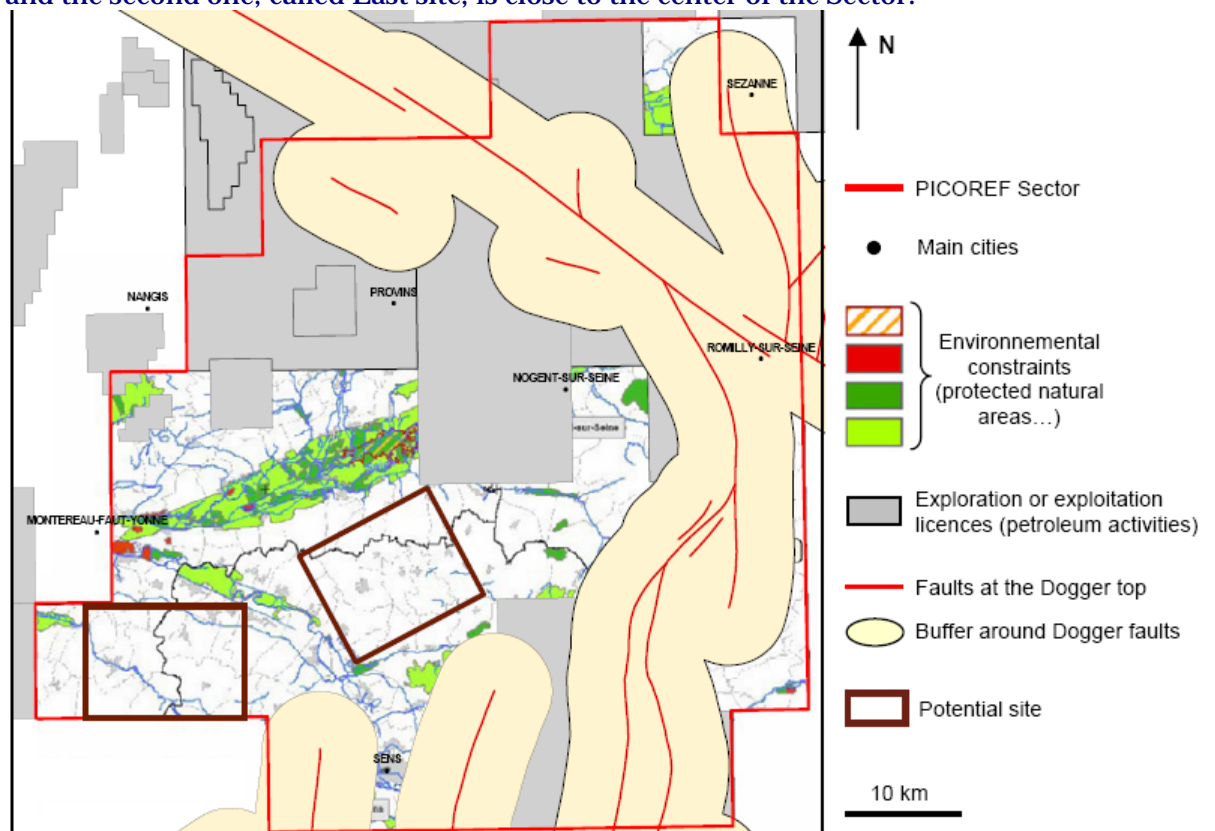 and the second one, called East site, is close to the center of the Sector.
N
SEZANNE
PICOREF Sector
Main cities
NANGIS
PROVINS
ROMILLY-SUR-SEINE
NOGENT-SUR-SEINE
-sur-Seine
Environnemental
constraints
(protected natural
areas…)
Exploration or exploitation
licences (petroleum activities)
MONTEREAU-FAUT-YONNE
Faults at the Dogger top
Buffer around Dogger faults
Potential site
SENS
10 km